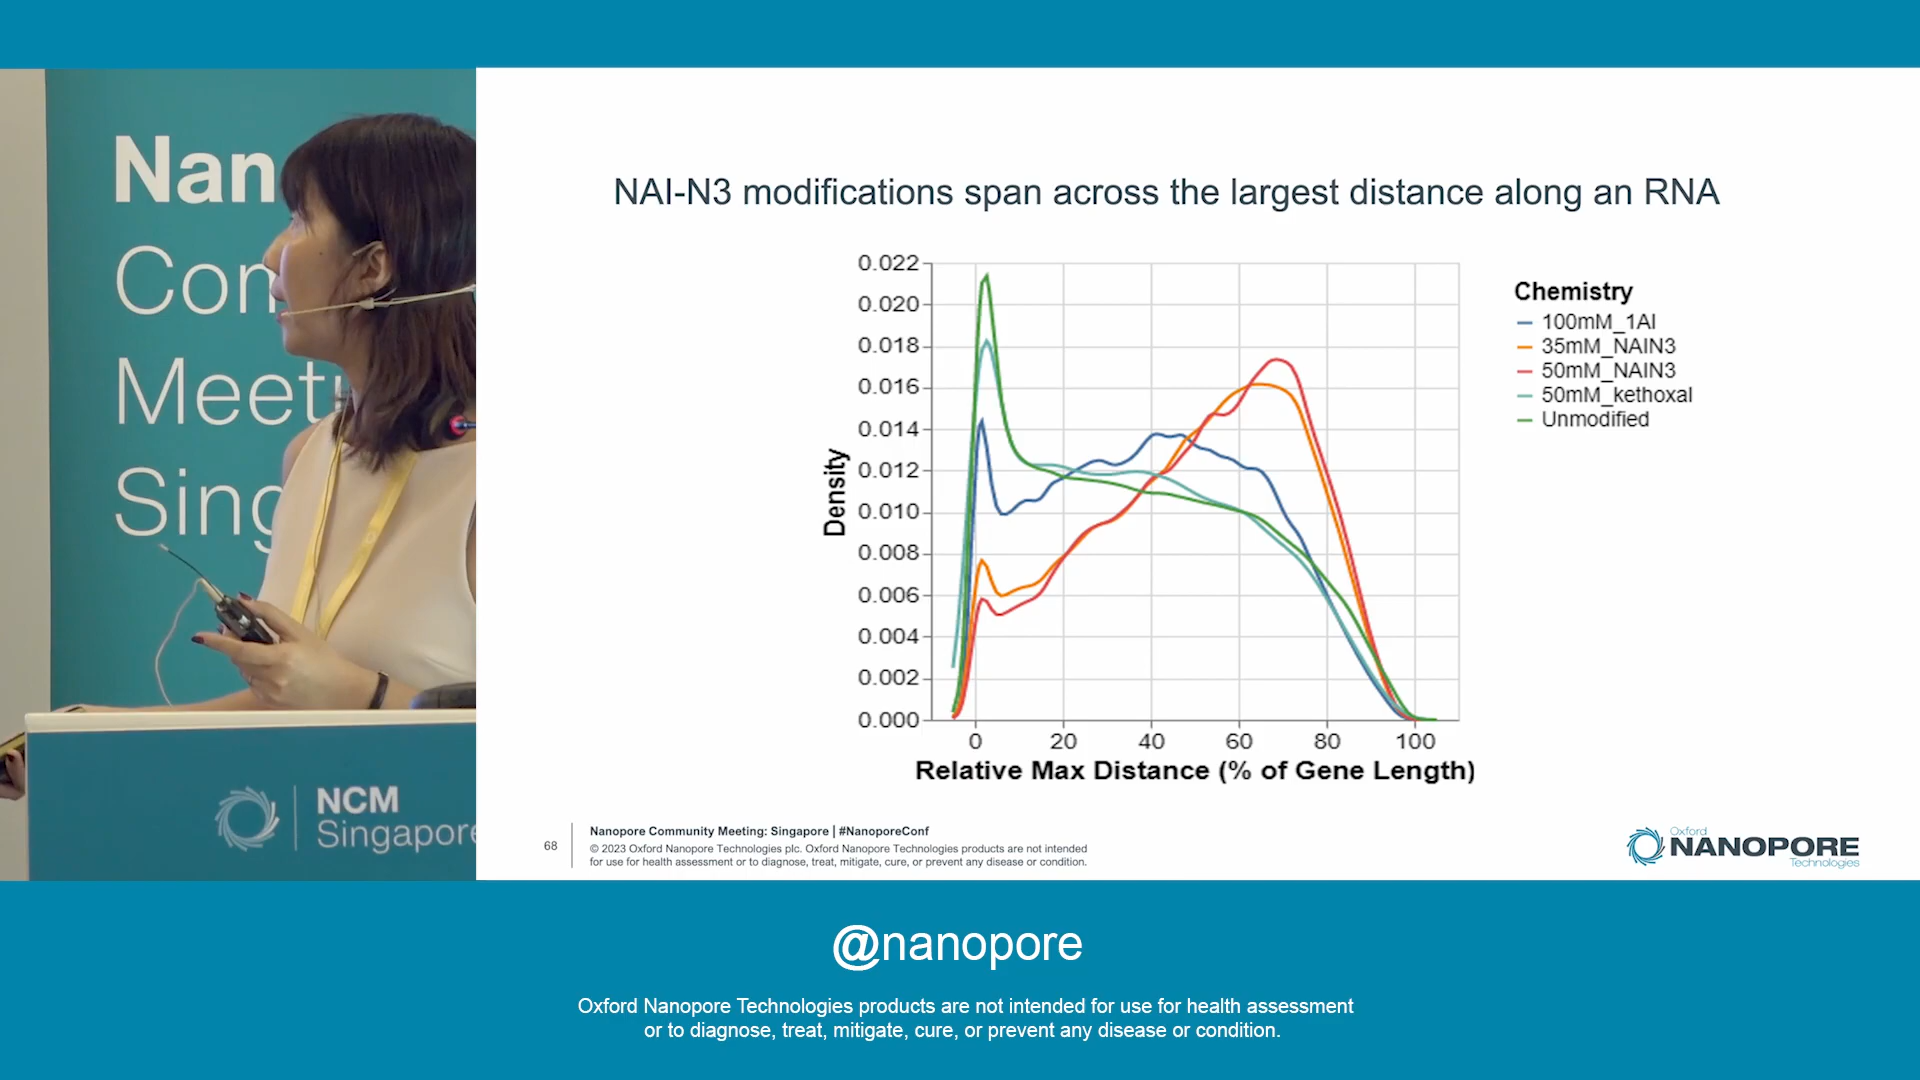 Nan
Com
Meeti
Sing
NCM
Singapore
NAI-N3 modifications span across the largest distance along an RNA
0.022
0.020
0.018
0.016
0.014
0.012
0.010
0.008
0.006
0.004
0.002
0.000
Density
0 20 40 60 80 100
Relative Max Distance (% of Gene Length)
Chemistry
100mM_1AI
35mM_NAIN3
50mM_NAIN3
50mM_kethoxal
Unmodified
68
Nanopore Community Meeting: Singapore | #NanoporeConf
© 2023 Oxford Nanopore Technologies plc. Oxford Nanopore Technologies products are not intended
for use for health assessment or to diagnose, treat, mitigate, cure, or prevent any disease or condition.
Oxford
NANOPORE
Technologies
@nanopore
Oxford Nanopore Technologies products are not intended for use for health assessment
or to diagnose, treat, mitigate, cure, or prevent any disease or condition.